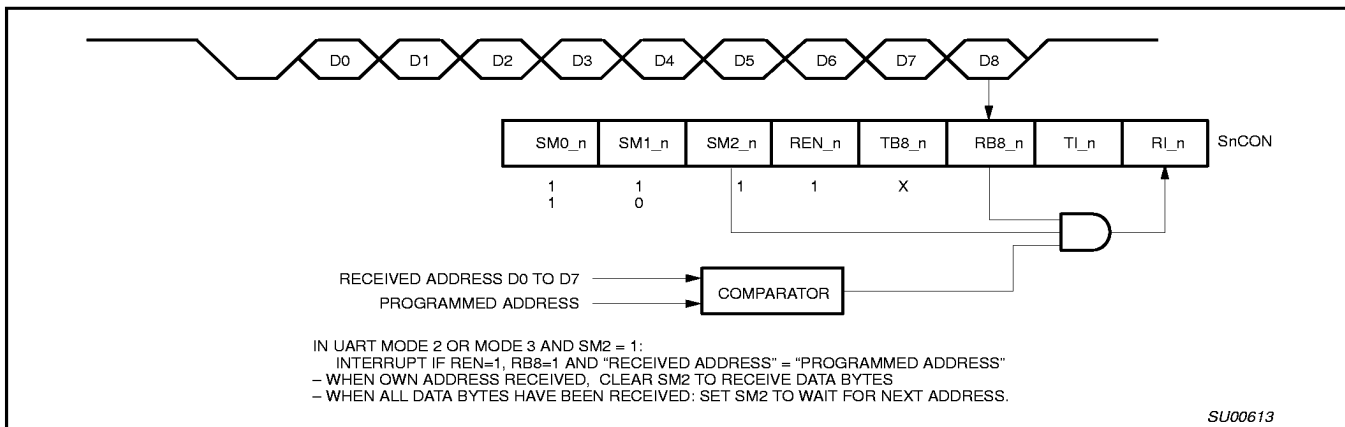 D0 D1 D2 D3 D4 D5 D6 D7 D8
SM0_n SM1_n SM2_n REN_n TB8_n RB8_n TI_n RI_n SnCON
1 1 1 1 X
1 0
RECEIVED ADDRESS D0 TO D7
PROGRAMMED ADDRESS
COMPARATOR
IN UART MODE 2 OR MODE 3 AND SM2 = 1:
INTERRUPT IF REN=1, RB8=1 AND “RECEIVED ADDRESS” = “PROGRAMMED ADDRESS”
– WHEN OWN ADDRESS RECEIVED, CLEAR SM2 TO RECEIVE DATA BYTES
– WHEN ALL DATA BYTES HAVE BEEN RECEIVED: SET SM2 TO WAIT FOR NEXT ADDRESS.
SU00613